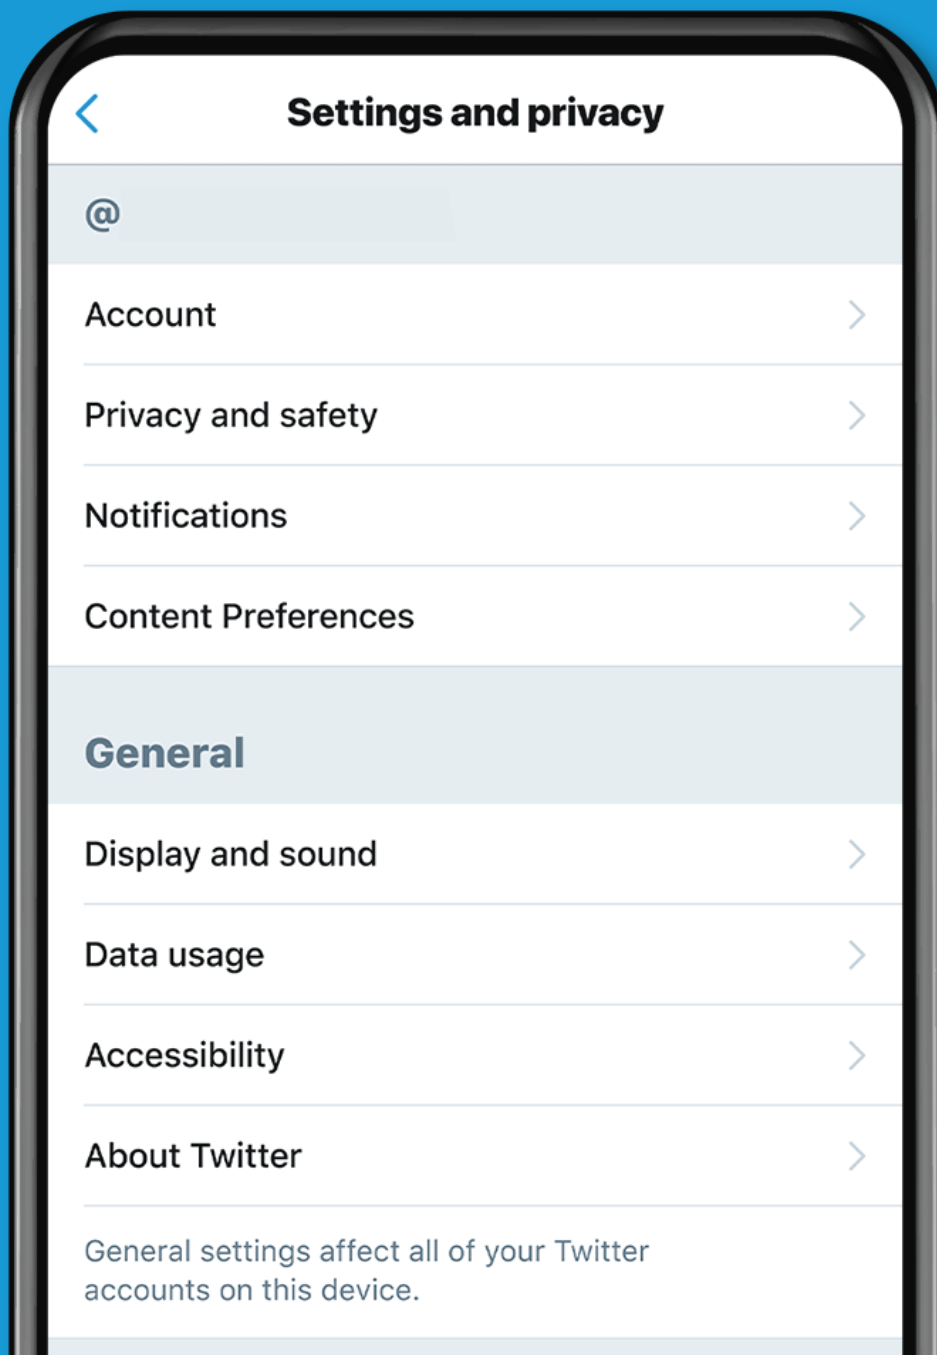 Settings and privacy
@
Account
Privacy and safety
Notifications
Content Preferences
General
Display and sound
Data usage
Accessibility
About Twitter
General settings affect all of your Twitter
accounts on this device.